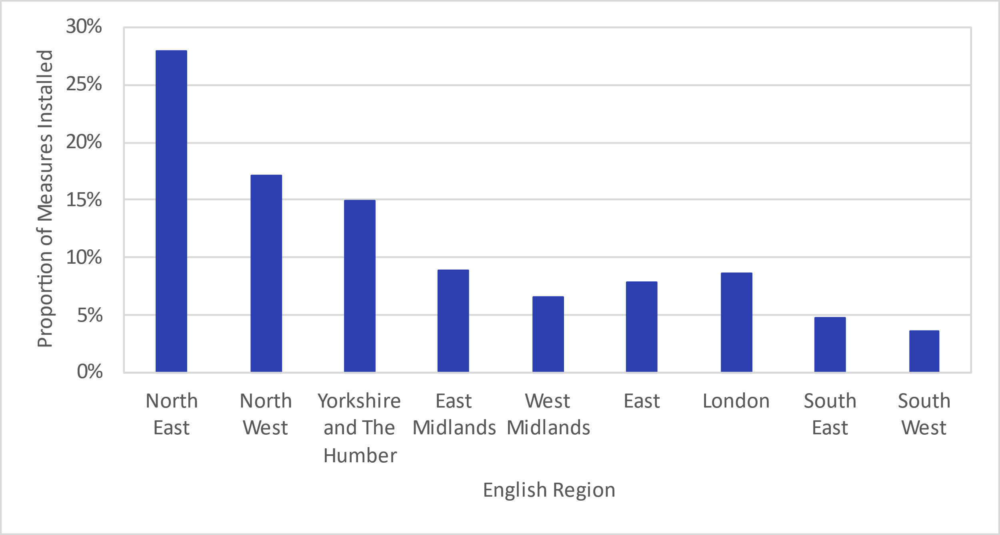 30%
25%
20%
15%
10%
5%
0%
Proportion of Measures Installed
North
East
North
West
Yorkshire
and The
Humber
East
Midlands
West
Midlands
East
London
South
East
South
West
English Region